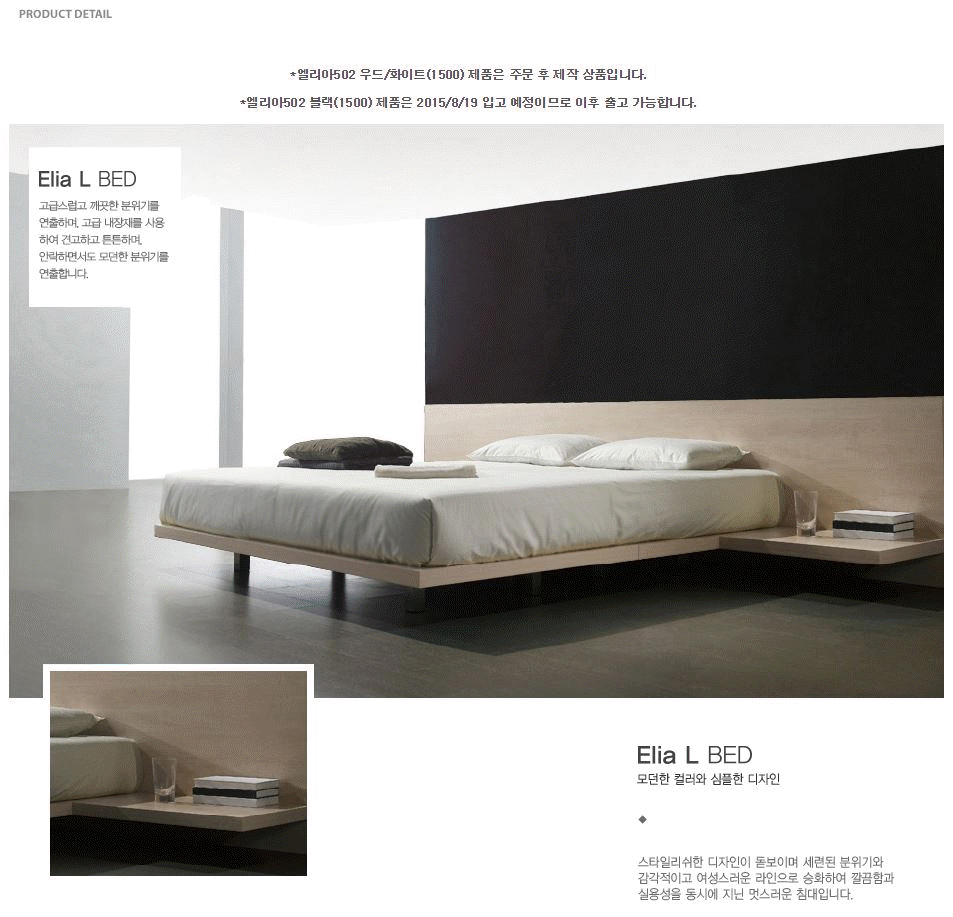 PRODUCT DETAIL
*엘리아502 우드/화이트(1500) 제품은 주문 후 제작 상품입니다.
*엘리아502 블랙(1500) 제품은 2015/8/19 입고 예정이므로 이후 출고 가능합니다.
Elia L BED
고급스럽고 깨끗한 분위기를
연출하며, 고급 내장재를 사용
하여 견고하고 튼튼하며,
안락하면서도 모던한 분위기를
연출합니다.
Elia L BED
모던한 컬러와 심플한 디자인
스타일리쉬한 디자인이 돋보이며 세련된 분위기와
감각적이고 여성스러운 라인으로 승화하여 깔끔함과
실용성을 동시에 지닌 멋스러운 침대입니다.